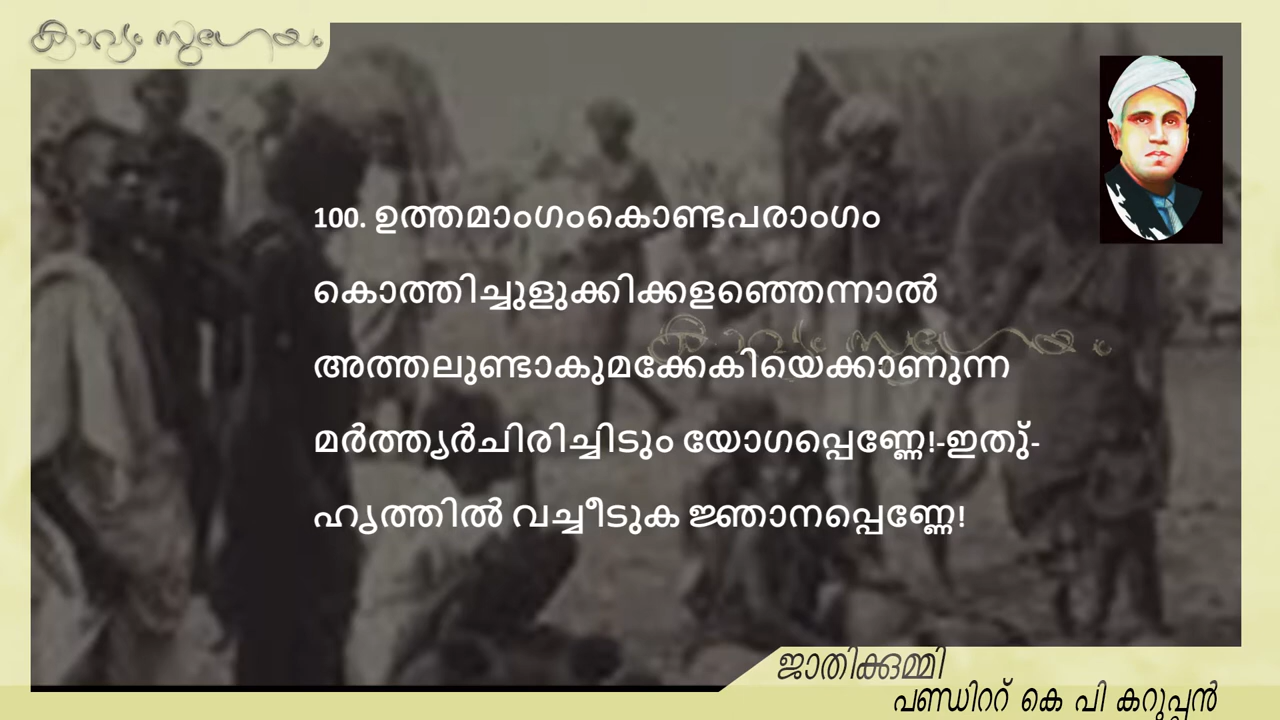 കാവ്യം സുഗേയം
100. ഉത്തമാംഗംകൊണ്ടപരാംഗം
കൊത്തിച്ചുളുക്കിക്കളഞ്ഞെന്നാൽ
കാവ്യം സുഗേയം
അത്തലുണ്ടാകുമക്കേകിയെക്കാണുന്ന
മർത്ത്യർചിരിച്ചിടും യോഗപ്പെണ്ണേ!-ഇതു്-
ഹൃത്തിൽ വച്ചീടുക ജ്ഞാനപ്പെണ്ണേ!
ജാതിക്കുമ്മി
പണ്ഡിററ് കെ പി കറുപ്പൻ